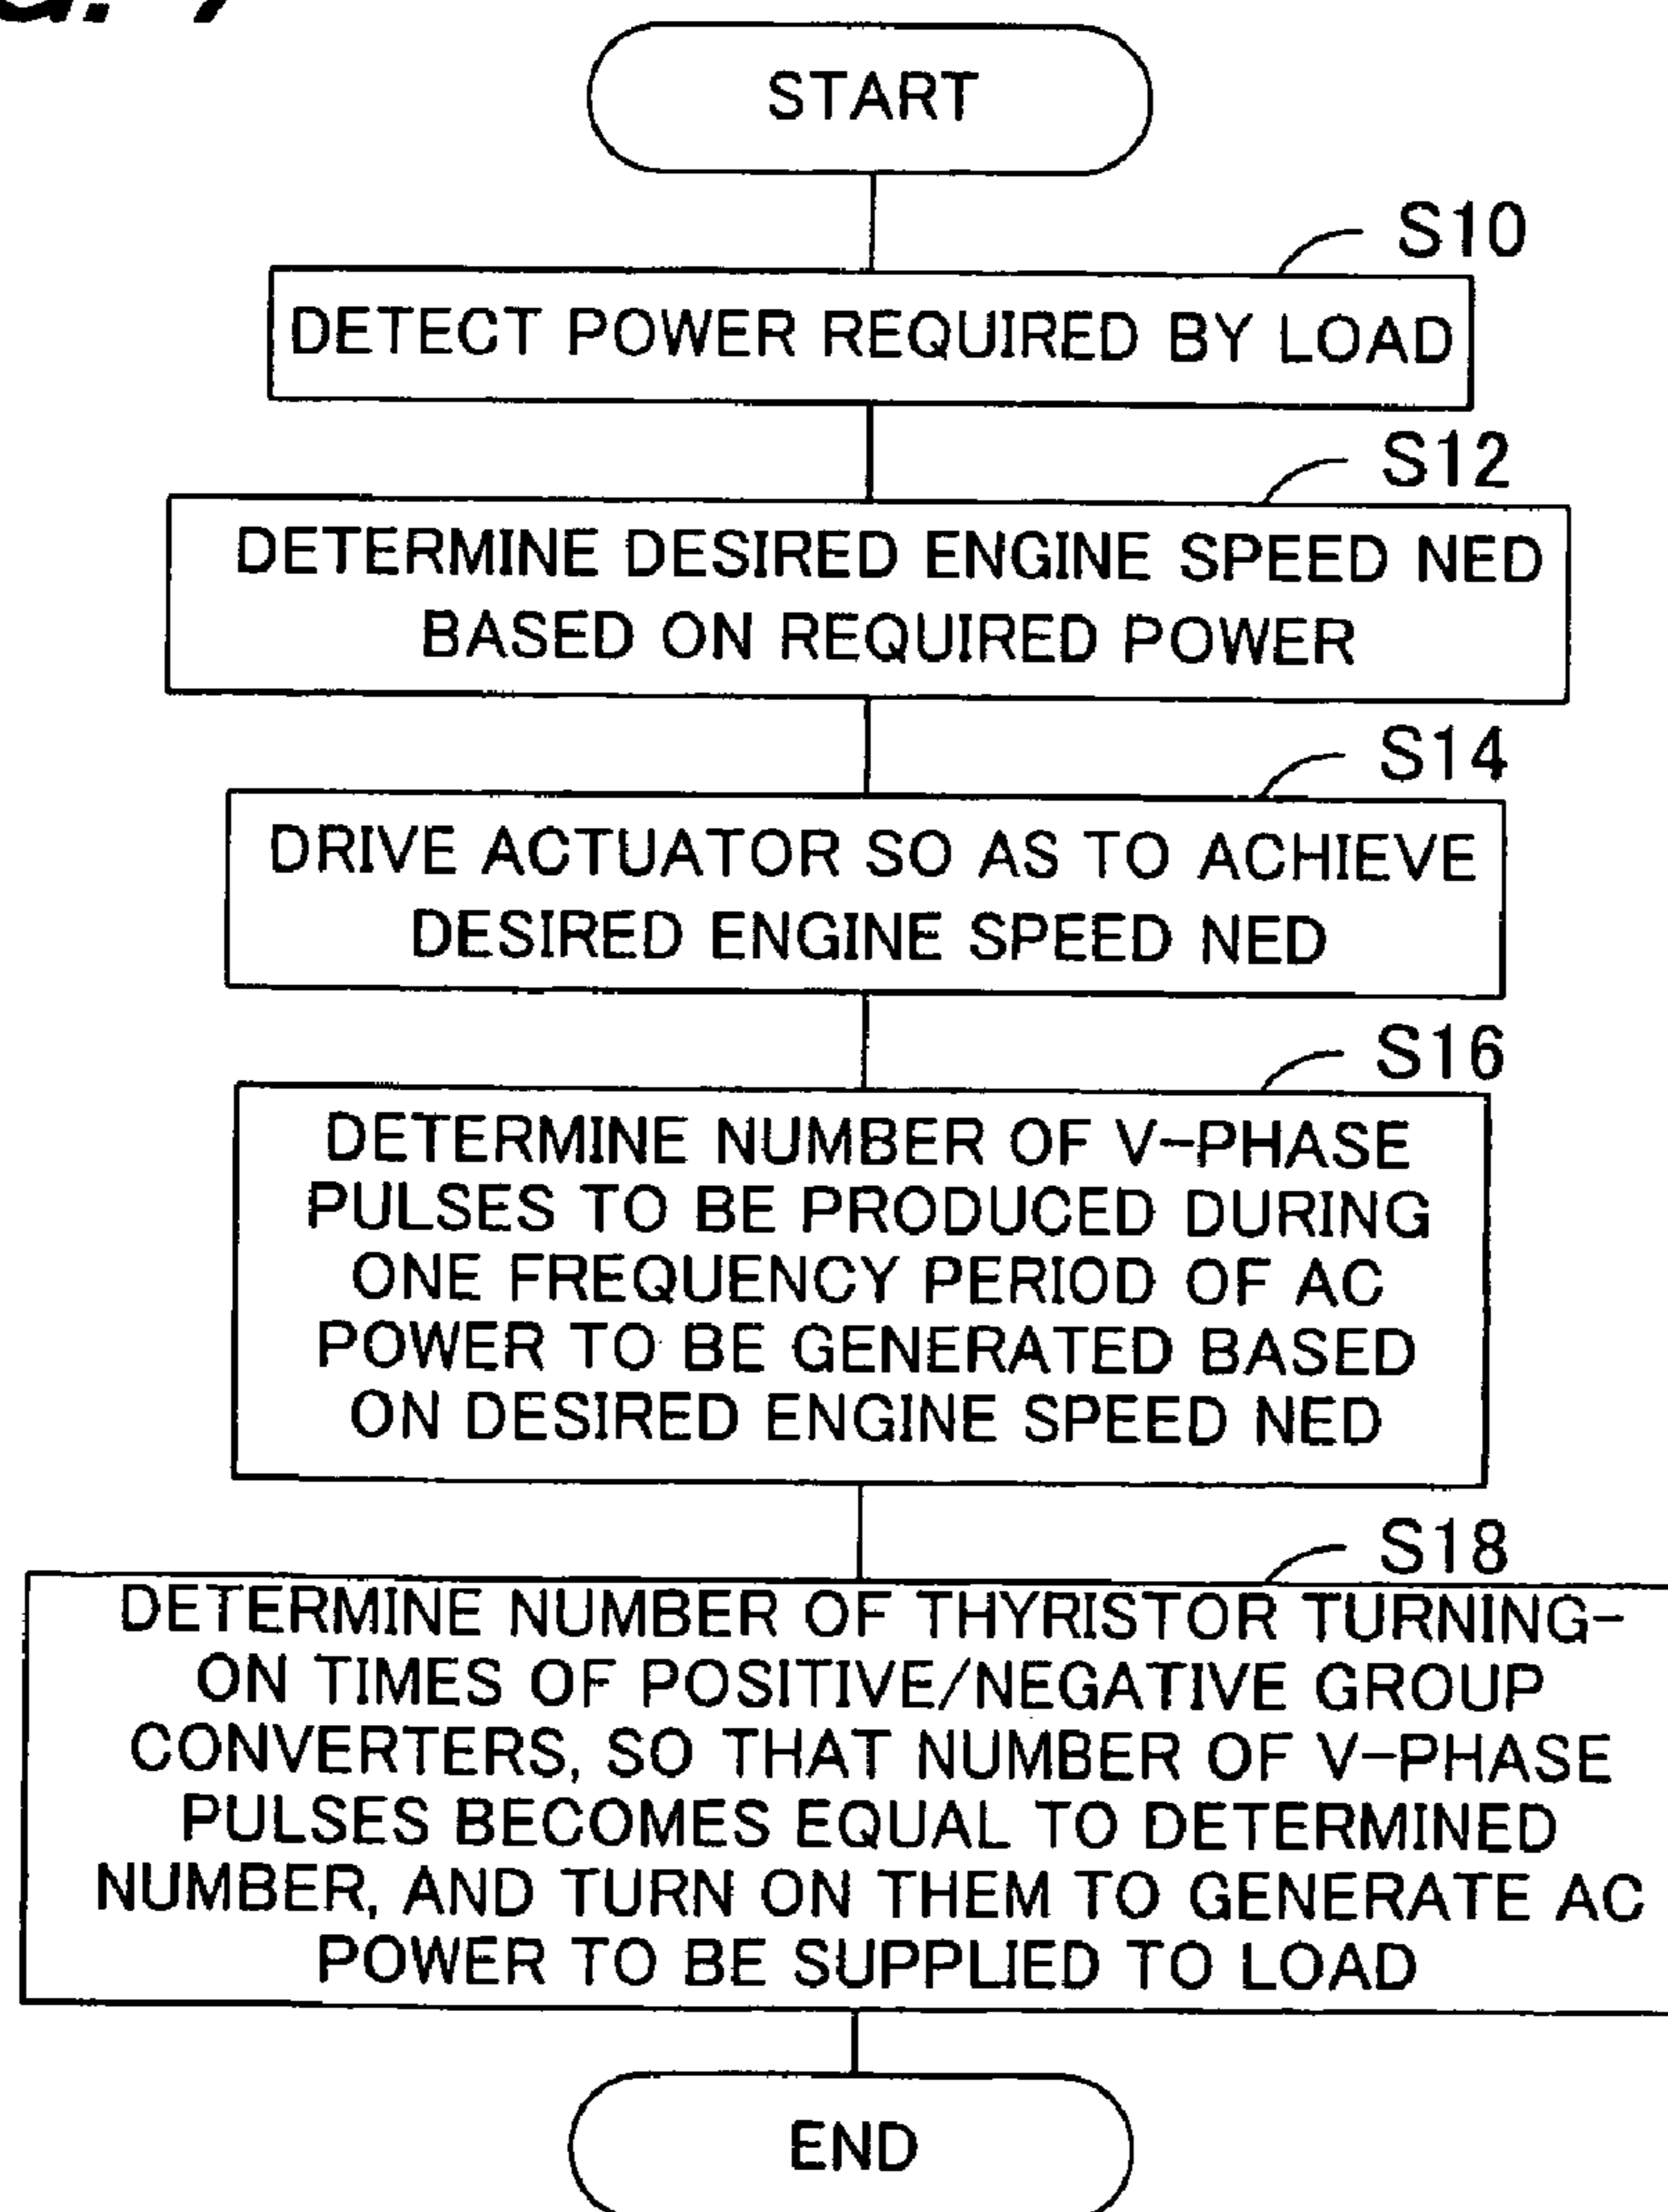 START
S10
DETECT POWER REQUIRED BY LOAD
S12
DETERMINE DESIRED ENGINE SPEED NED
BASED ON REQUIRED POWER
S14
DRIVE ACTUATOR SO AS TO ACHIEVE
DESIRED ENGINE SPEED NED
S16
DETERMINE NUMBER OF V-PHASE
PULSES TO BE PRODUCED DURING
ONE FREQUENCY PERIOD OF AC
POWER TO BE GENERATED BASED
ON DESIRED ENGINE SPEED NED
S18
DETERMINE NUMBER OF THYRISTOR TURNING-
ON TIMES OF POSITIVE/NEGATIVE GROUP
CONVERTERS, SO THAT NUMBER OF V-PHASE
PULSES BECOMES EQUAL TO DETERMINED
NUMBER, AND TURN ON THEM TO GENERATE AC
POWER TO BE SUPPLIED TO LOAD
END